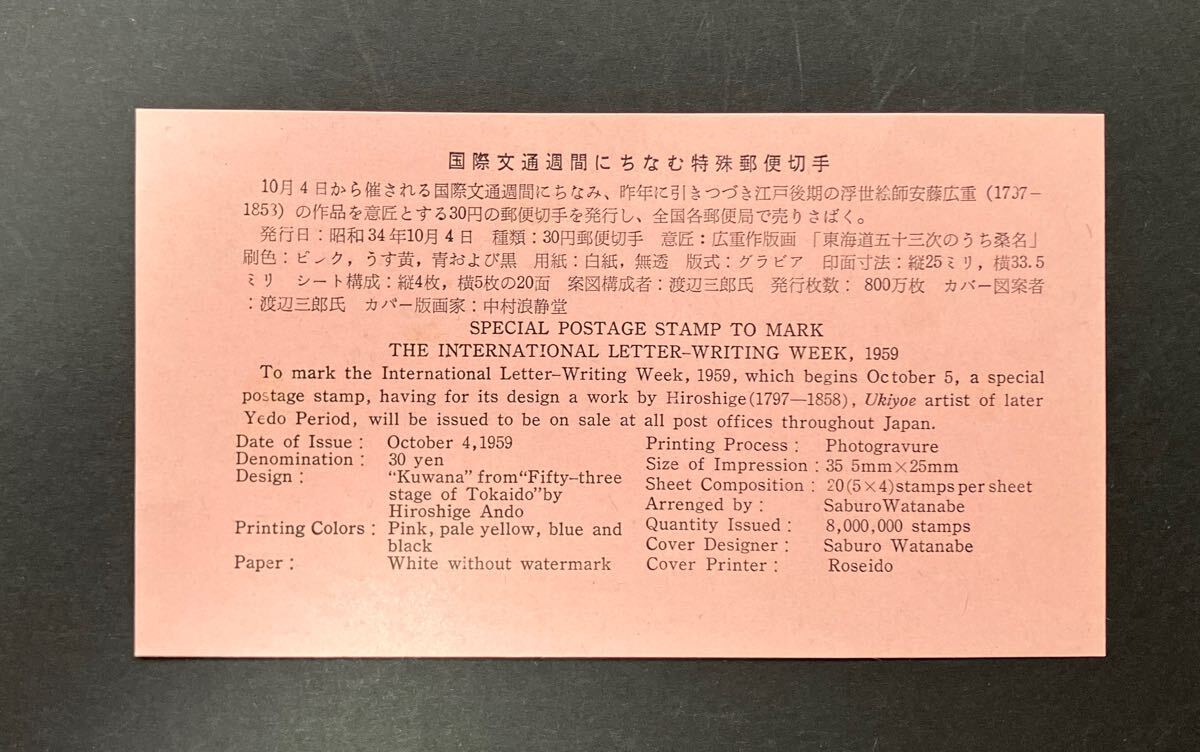 国際文通週間にちなむ特殊郵便切手
10月4日から催される国際文通週間にちなみ、昨年に引きつづき江戸後期の浮世絵師安藤広重 (1797-
1858) の作品を意匠とする30円の郵便切手を発行し、全国各郵便局で売りさばく。
発行日:昭和34年10月4日 種類:30円郵便切手 意匠:広重作版画 「東海道五十三次のうち桑名」
刷色:ピンク,うす黄,青および黒 用紙:白紙,無透 版式:グラビア 印面寸法:縦25ミリ,横33.5
ミリ シート構成:縦4枚,横5枚の20面 案図構成者:渡辺三郎氏 発行枚数: 800万枚 カバー図案者
:渡辺三郎氏 カバー版画家:中村浪静堂
SPECIAL POSTAGE STAMP TO MARK
THE INTERNATIONAL LETTER-WRITING WEEK, 1959
To mark the International Letter-Writing Week, 1959, which begins October 5, a special
postage stamp, having for its design a work by Hiroshige(1797—1858), Ukiyoe artist of later
Yedo Period, will be issued to be on sale at all post offices throughout Japan.
Date of Issue: October 4,1959
Denomination: 30 yen
Design: "Kuwana" from "Fifty-three
stage of Tokaido" by
Hiroshige Ando
Printing Colors: Pink, pale yellow, blue and
black
Paper: White without watermark
Printing Process: Photogravure
Size of Impression: 35 5mm×25mm
Sheet Composition: 20(5×4)stamps per sheet
Arranged by: Saburo Watanabe
Quantity Issued: 8,000,000 stamps
Cover Designer: Saburo Watanabe
Cover Printer: Roseido